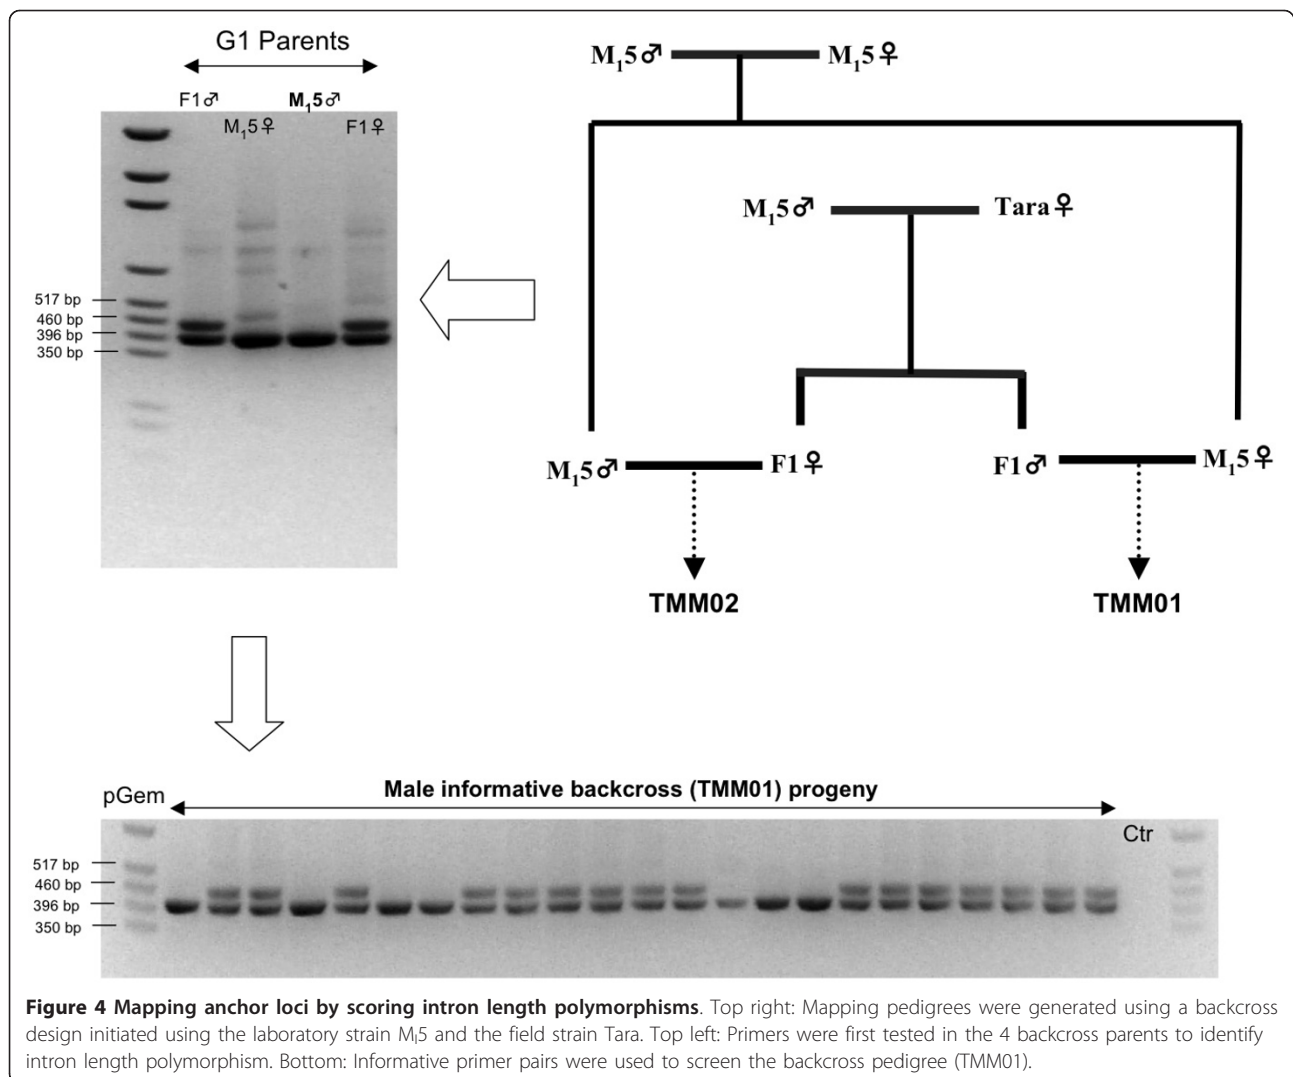 G1 Parents
F1♂
M₁5♀
M₁5♂
F1♀
517 bp
460 bp
396 bp
350 bp
M₁5♂
M₁5♀
M₁5♂
Tara♀
M₁5♂
F1♀
F1♂
M₁5♀
TMM02
TMM01
pGem
Male informative backcross (TMM01) progeny
Ctr
517 bp
460 bp
396 bp
350 bp
Figure 4 Mapping anchor loci by scoring intron length polymorphisms. Top right: Mapping pedigrees were generated using a backcross
design initiated using the laboratory strain MI5 and the field strain Tara. Top left: Primers were first tested in the 4 backcross parents to identify
intron length polymorphism. Bottom: Informative primer pairs were used to screen the backcross pedigree (TMM01).